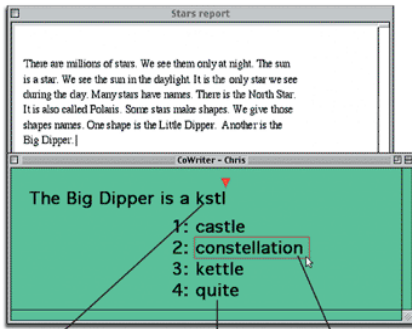 Stars report
There are millions of stars. We see them only at night. The sun
is a star. We see the sun in the daylight. It is the only star we see
during the day. Many stars have names. There is the North Star.
It is also called Polaris. Some stars make shapes. We give those
shapes names. One shape is the Little Dipper. Another is the
Big Dipper.
CoWriter - Chris
The Big Dipper is a kstl
1: castle
2: constellation
3: kettle
4: quite